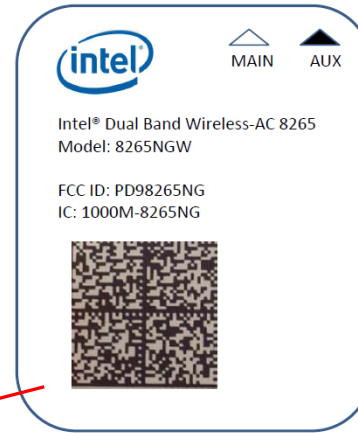 intel
MAIN AUX
Intel® Dual Band Wireless-AC 8265
Model: 8265NGW
FCC ID: PD98265NG
IC: 1000M-8265NG